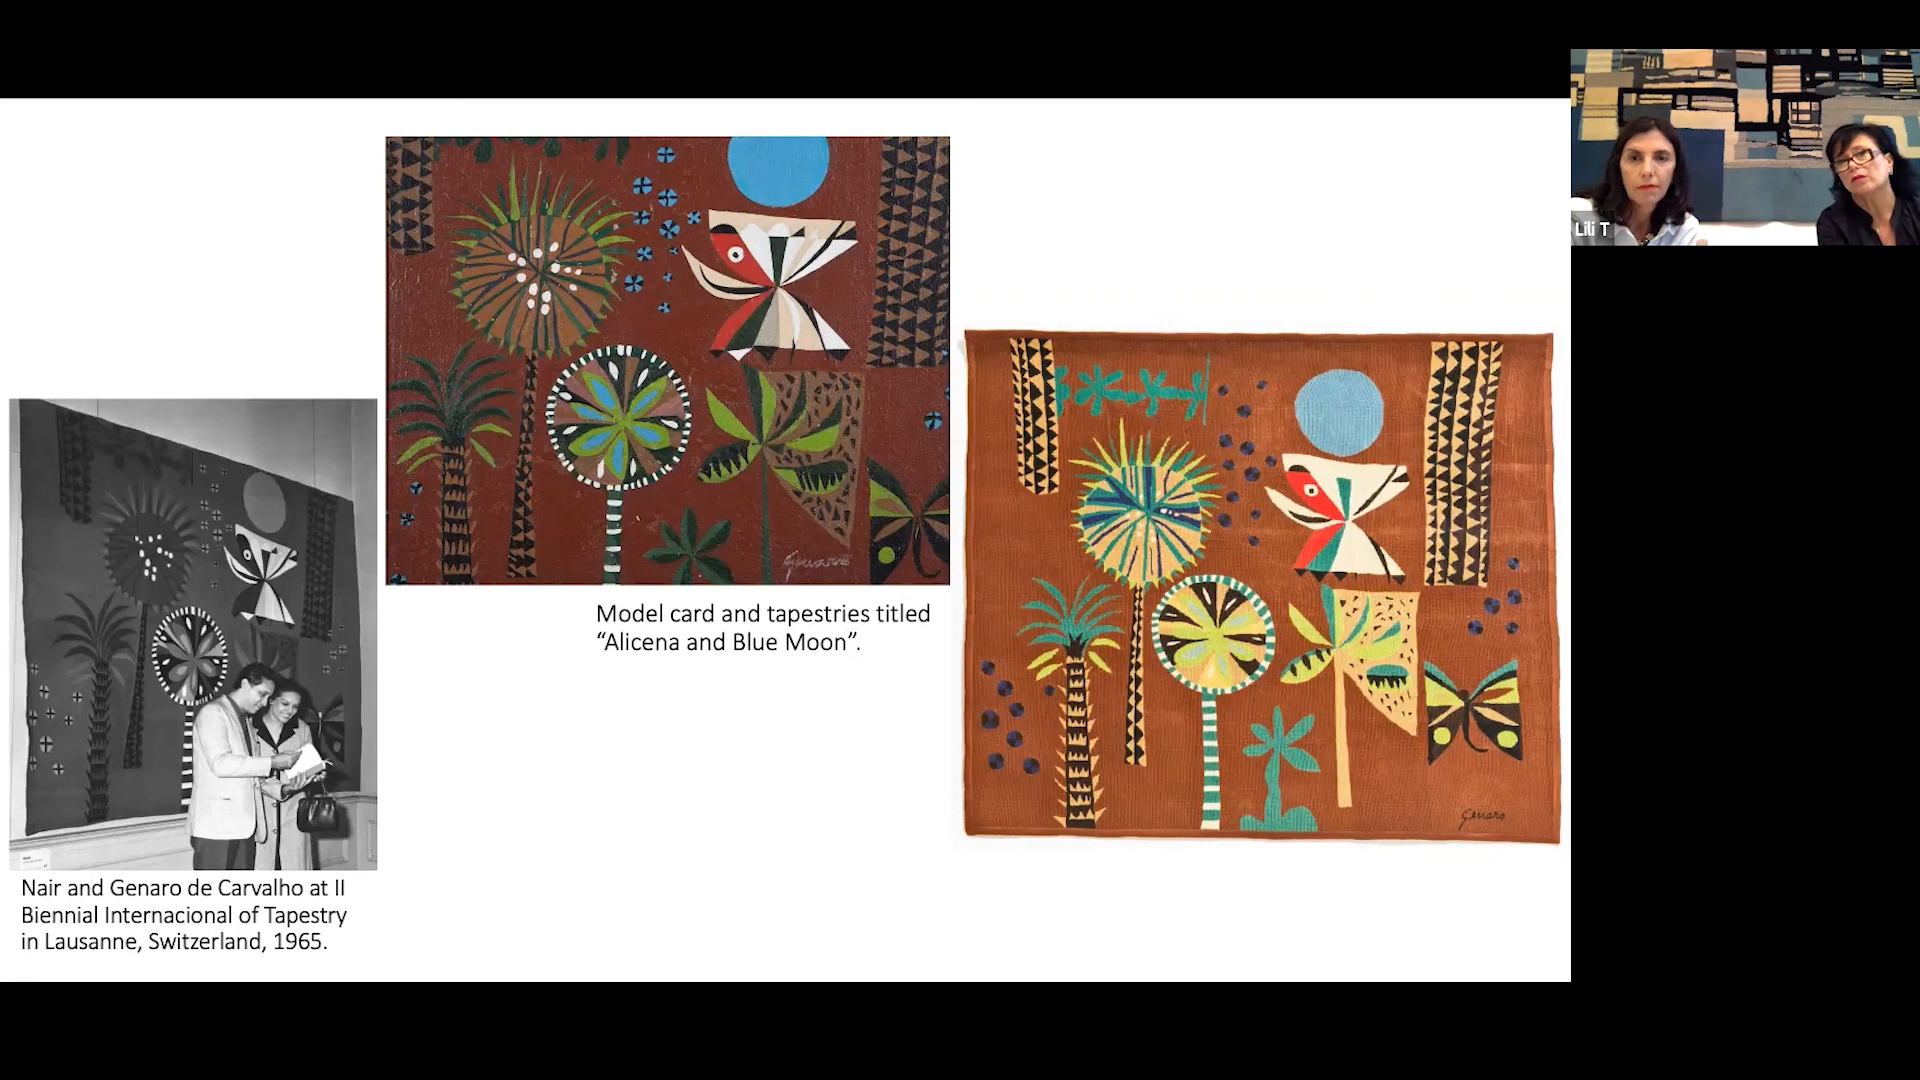 Lili T
Model card and tapestries titled
“Alicena and Blue Moon”.
Genaro
Nair and Genaro de Carvalho at II
Biennial Internacional of Tapestry
in Lausanne, Switzerland, 1965.